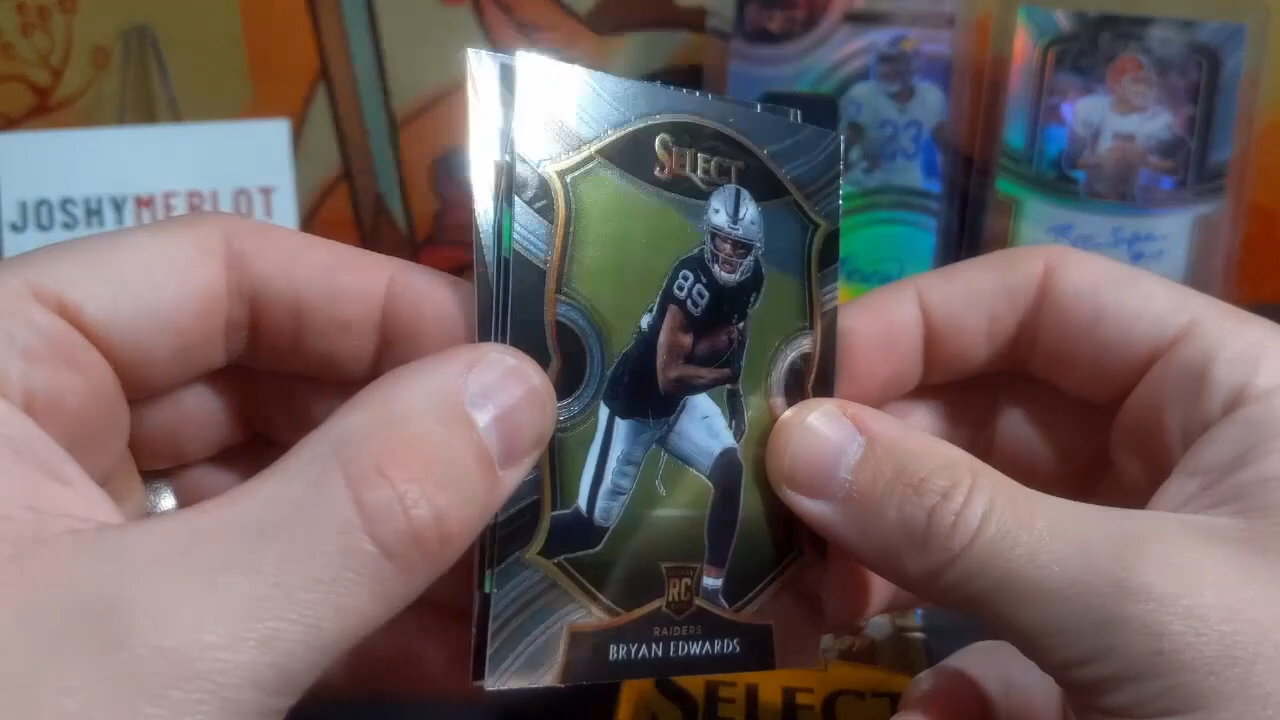 JOSHYMERLOT
SELECT
89
23
RC
RAIDERS
BRYAN EDWARDS
SELECT